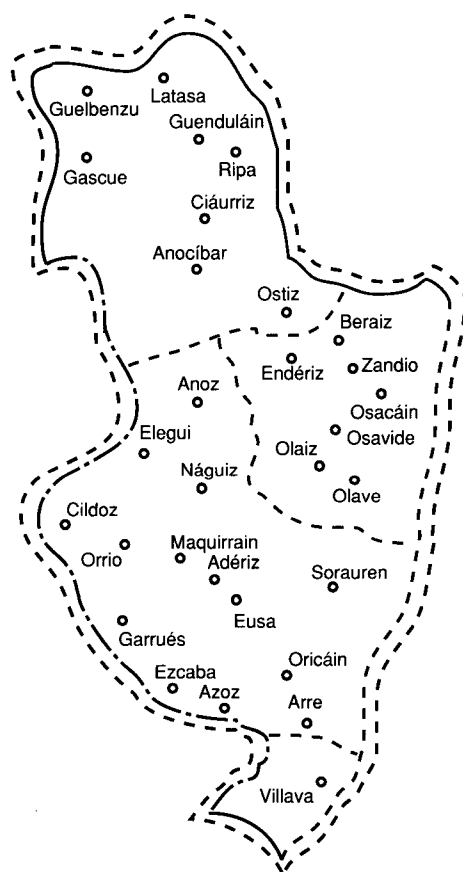 Latasa
Guelbenzu
Guenduláin
Ripa
Gascue
Ciáurriz
Anocíbar
Ostiz
Beraiz
Endériz
Zandio
Anoz
Osacáin
Elegui
Osavide
Olaiz
Náguiz
Olave
Cildoz
Orrio
Maquirrain
Adériz
Sorauren
Eusa
Garrués
Oricáin
Ezcaba
Azoz
Arre
Villava